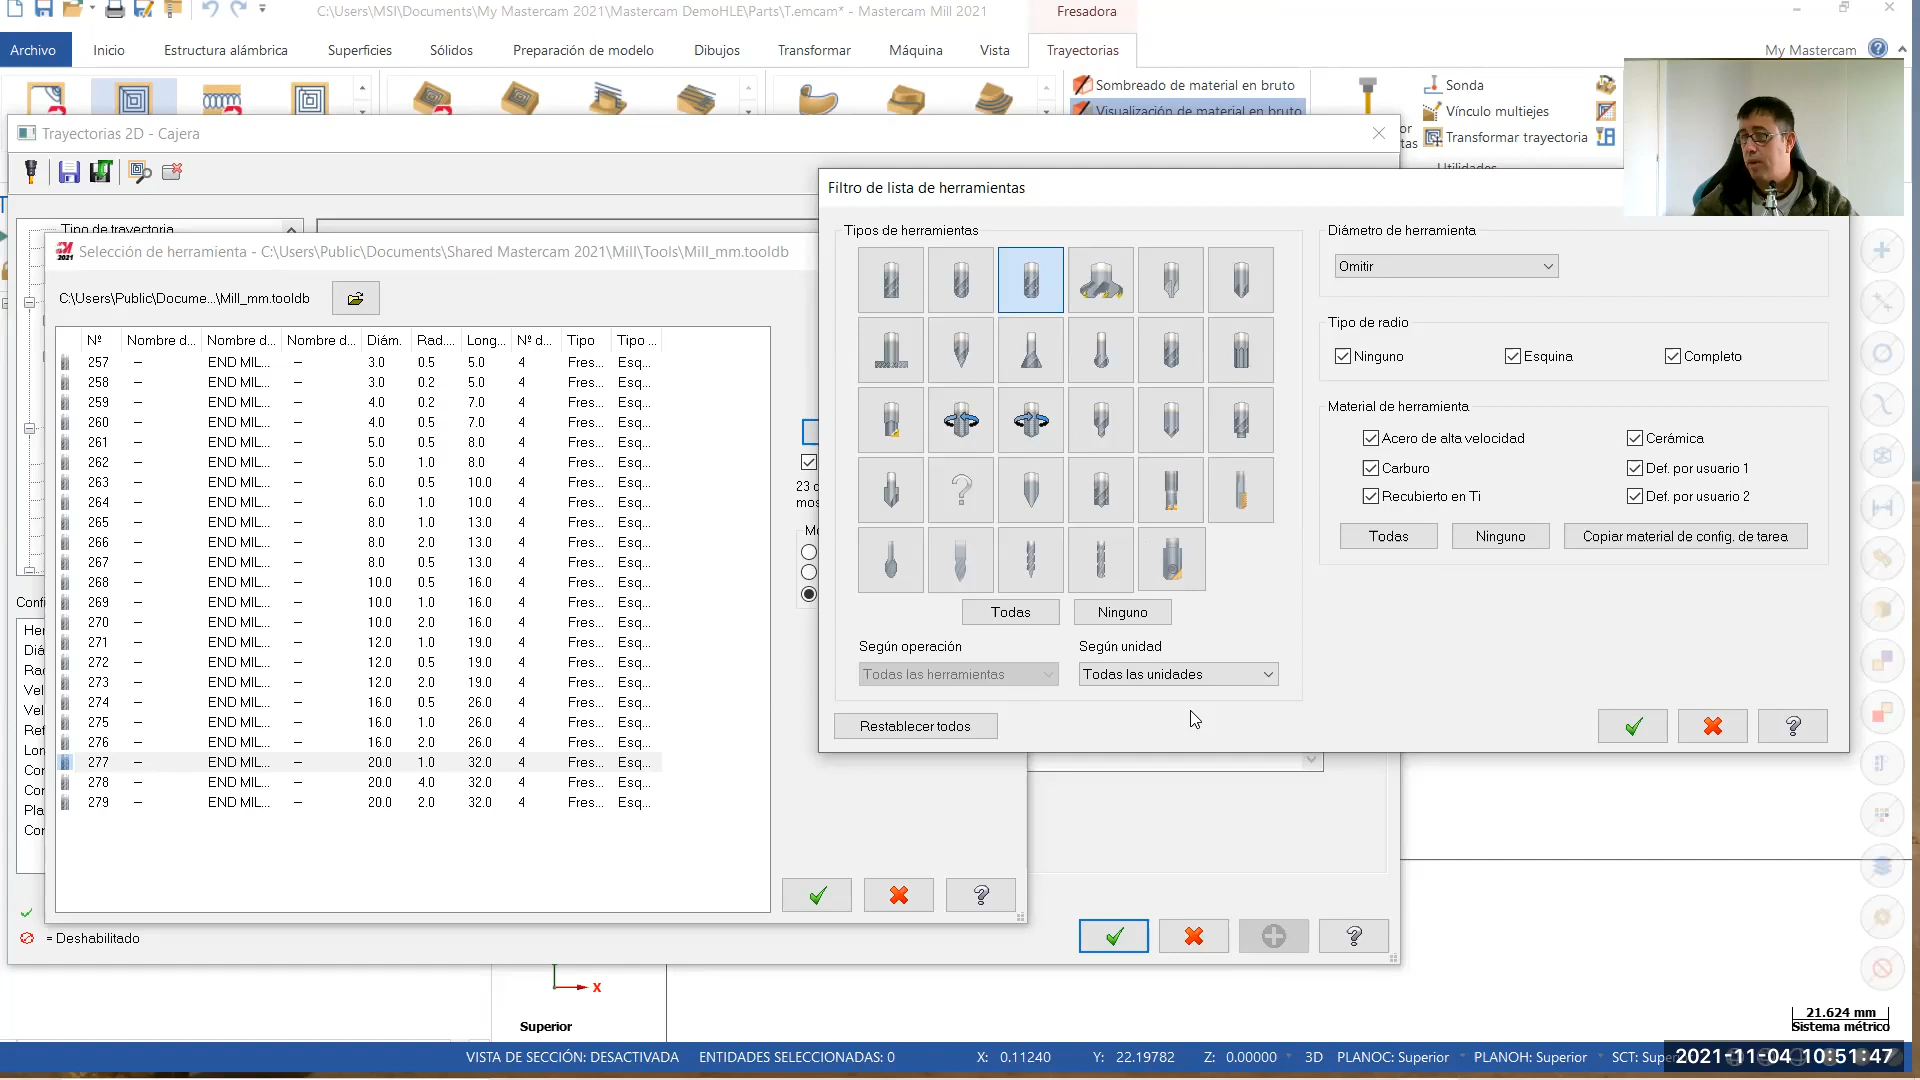 C:\Users\MSI\Documents\My Mastercam 2021\Mastercam DemoHLE\Parts\T.emcam* - Mastercam Mill 2021
Fresadora
Archivo
Inicio
Estructura alámbrica
Superficies
Sólidos
Preparación de modelo
Dibujos
Transformar
Máquina
Vista
Trayectorias
My Mastercam
Sombreado de material en bruto
Visualización de material en bruto
Sonda
Vínculo multiejes
Transformar trayectoria
Utilidades
Trayectorias 2D - Cajera
Tipo de trayectoria
Selección de herramienta - C:\Users\Public\Documents\Shared Mastercam 2021\Mill\Tools\Mill_mm.tooldb
C:\Users\Public\Docume...\Mill_mm.tooldb
Nº Nombre d... Nombre d... Nombre d... Diám. Rad.... Long... Nº d... Tipo Tipo ...
257 – END MIL... – 3.0 0.5 5.0 4 Fres... Esq...
258 – END MIL... – 3.0 0.2 5.0 4 Fres... Esq...
259 – END MIL... – 4.0 0.2 7.0 4 Fres... Esq...
260 – END MIL... – 4.0 0.5 7.0 4 Fres... Esq...
261 – END MIL... – 5.0 0.5 8.0 4 Fres... Esq...
262 – END MIL... – 5.0 1.0 8.0 4 Fres... Esq...
263 – END MIL... – 6.0 0.5 10.0 4 Fres... Esq...
264 – END MIL... – 6.0 1.0 10.0 4 Fres... Esq...
265 – END MIL... – 8.0 1.0 13.0 4 Fres... Esq...
266 – END MIL... – 8.0 2.0 13.0 4 Fres... Esq...
267 – END MIL... – 8.0 0.5 13.0 4 Fres... Esq...
268 – END MIL... – 10.0 0.5 16.0 4 Fres... Esq...
269 – END MIL... – 10.0 1.0 16.0 4 Fres... Esq...
270 – END MIL... – 10.0 2.0 16.0 4 Fres... Esq...
271 – END MIL... – 12.0 1.0 19.0 4 Fres... Esq...
272 – END MIL... – 12.0 0.5 19.0 4 Fres... Esq...
273 – END MIL... – 12.0 2.0 19.0 4 Fres... Esq...
274 – END MIL... – 16.0 0.5 26.0 4 Fres... Esq...
275 – END MIL... – 16.0 1.0 26.0 4 Fres... Esq...
276 – END MIL... – 16.0 2.0 26.0 4 Fres... Esq...
277 – END MIL... – 20.0 1.0 32.0 4 Fres... Esq...
278 – END MIL... – 20.0 4.0 32.0 4 Fres... Esq...
279 – END MIL... – 20.0 2.0 32.0 4 Fres... Esq...
= Deshabilitado
Filtro de lista de herramientas
Tipos de herramientas
Todas
Ninguno
Según operación
Todas las herramientas
Según unidad
Todas las unidades
Restablecer todos
Diámetro de herramienta
Omitir
Tipo de radio
Ninguno
Esquina
Completo
Material de herramienta
Acero de alta velocidad
Cerámica
Carburo
Def. por usuario 1
Recubierto en Ti
Def. por usuario 2
Todas
Ninguno
Copiar material de config. de tarea
X
Superior
21.624 mm
Sistema métrico
VISTA DE SECCIÓN: DESACTIVADA ENTIDADES SELECCIONADAS: 0 X: 0.11240 Y: 22.19782 Z: 0.00000 3D PLANOC: Superior PLANOH: Superior SCT: Supe
2021-11-04 10:51:47